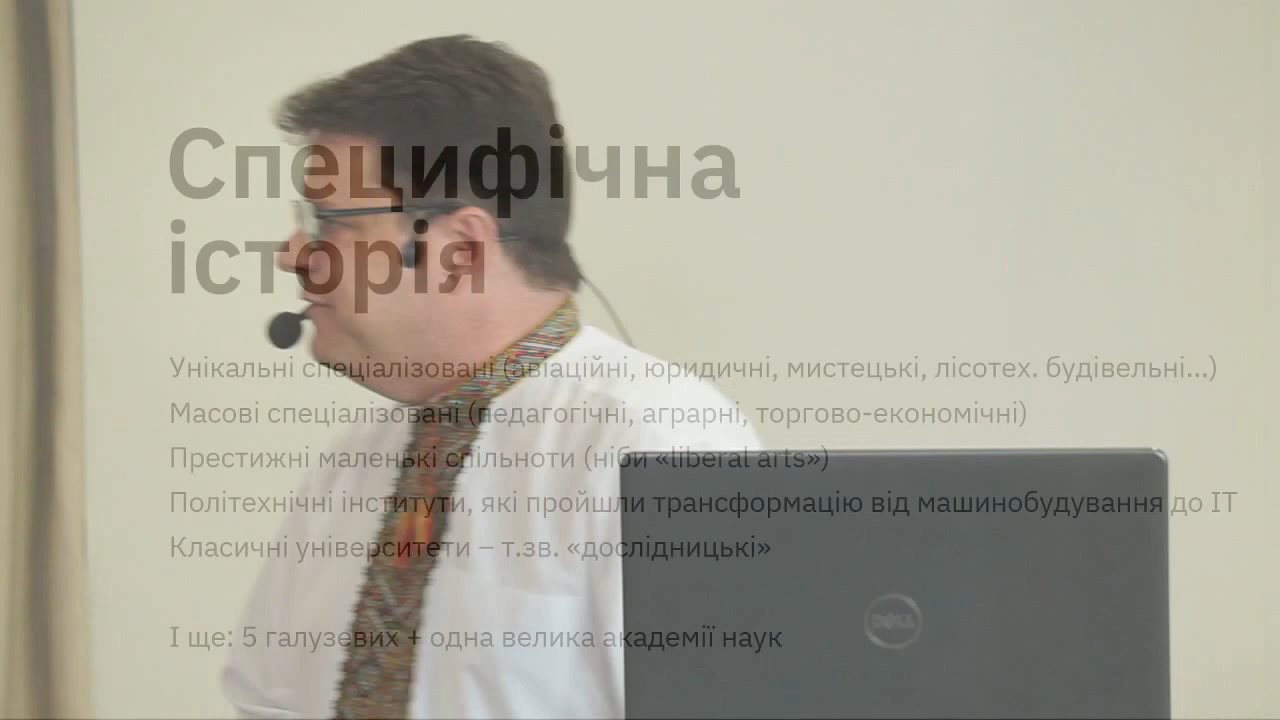 Специфічна
історія
Унікальні спеціалізовані (авіаційні, юридичні, мистецькі, лісотех. будівельні...)
Масові спеціалізовані (педагогічні, аграрні, торгово-економічні)
Престижні маленькі спільноти (ніби «liberal arts»)
Політехнічні інститути, які пройшли трансформацію від машинобудування до ІТ
Класичні університети – т.зв. «дослідницькі»
І ще: 5 галузевих + одна велика академії наук
DELL